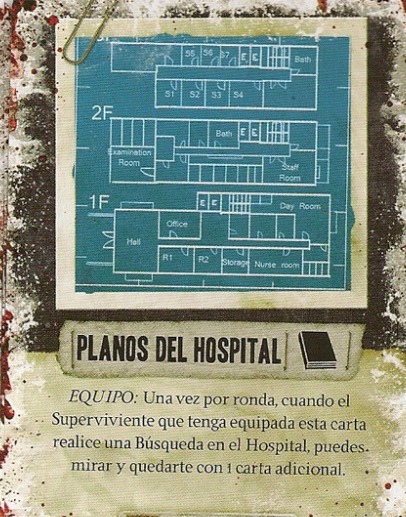 S5 S6 S7 E E Bath
S1 S2 S3 S4
2F
Bath E E
Examination
Room
Staff
Room
1F
E E Day Room
Office
Hall
R1 R2 Storage Nurse room
PLANOS DEL HOSPITAL
EQUIPO: Una vez por ronda, cuando el
Superviviente que tenga equipada esta carta
realice una Búsqueda en el Hospital, puedes
mirar y quedarte con 1 carta adicional.